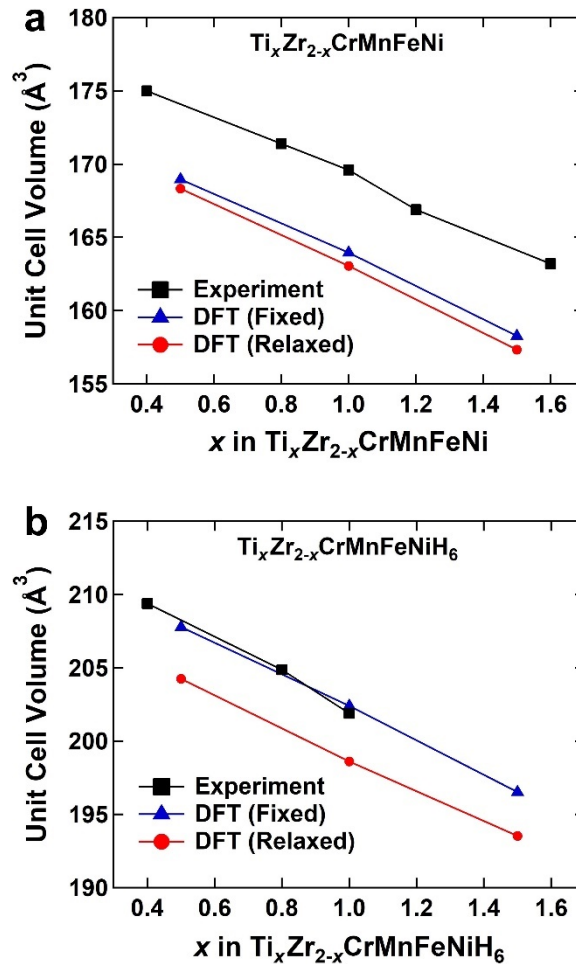 a
Ti₍x₎Zr₂₋ₓCrMnFeNi
180
175
170
165
160
155
Unit Cell Volume (Å³)
Experiment
DFT (Fixed)
DFT (Relaxed)
0.4 0.6 0.8 1.0 1.2 1.4 1.6
x in TiₓZr₂₋ₓCrMnFeNi
b
TiₓZr₂₋ₓCrMnFeNiH₆
215
210
205
200
195
190
Unit Cell Volume (Å³)
Experiment
DFT (Fixed)
DFT (Relaxed)
0.4 0.6 0.8 1.0 1.2 1.4 1.6
x in TiₓZr₂₋ₓCrMnFeNiH₆